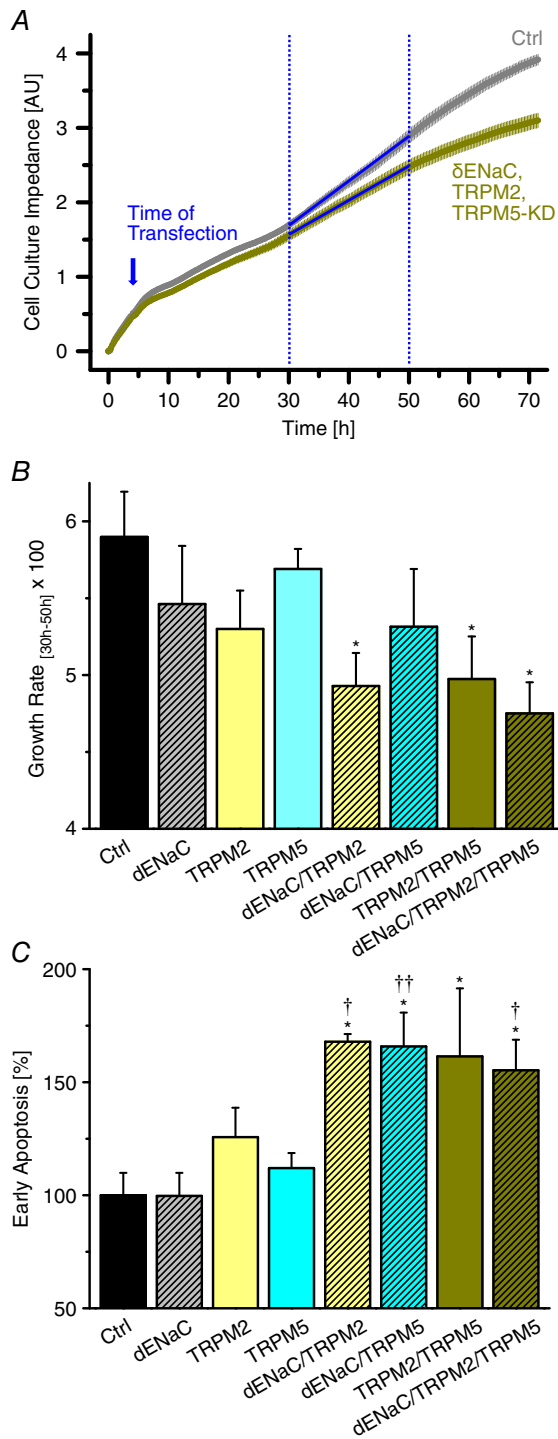 A
Cell Culture Impedance [AU]
4
3
2
1
0
Ctrl
δENaC,
TRPM2,
TRPM5-KD
Time of
Transfection
0 10 20 30 40 50 60 70
Time [h]
B
Growth Rate [30h-50h] x 100
6
5
4
*
*
*
Ctrl
dENaC
TRPM2
TRPM5
dENaC/TRPM2
dENaC/TRPM5
TRPM2/TRPM5
dENaC/TRPM2/TRPM5
C
Early Apoptosis [%]
200
150
100
50
†
*
††
*
*
†
*
Ctrl
dENaC
TRPM2
TRPM5
dENaC/TRPM2
dENaC/TRPM5
TRPM2/TRPM5
dENaC/TRPM2/TRPM5